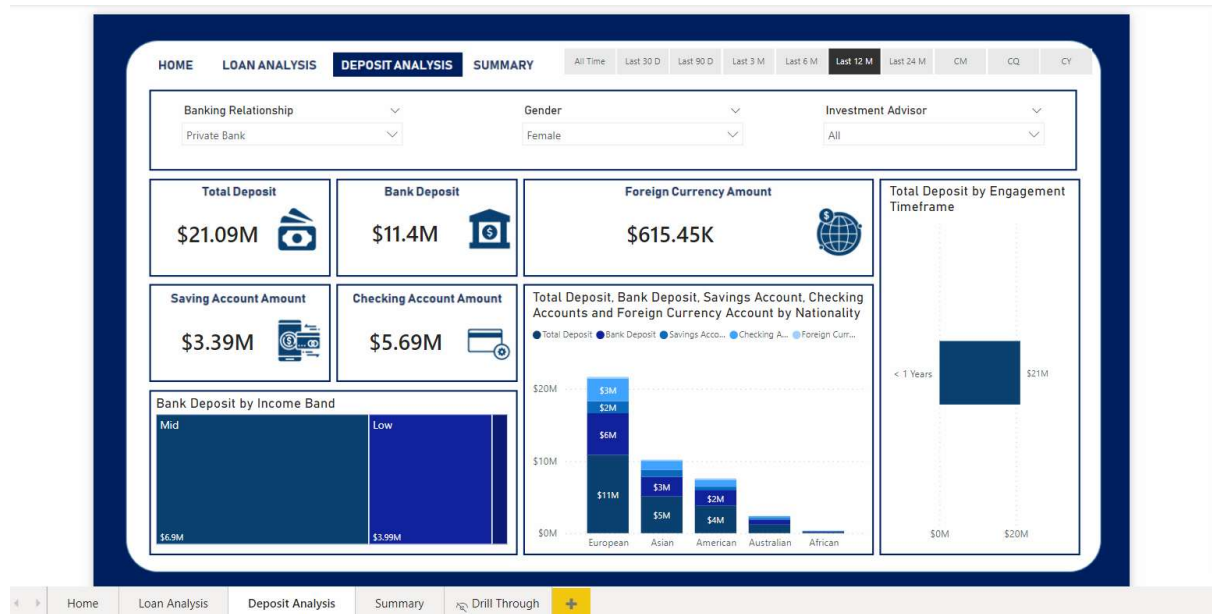 HOME LOAN ANALYSIS DEPOSIT ANALYSIS SUMMARY
All Time Last 30 D Last 90 D Last 3 M Last 6 M Last 12 M Last 24 M CM CQ CY
Banking Relationship
Private Bank
Gender
Female
Investment Advisor
All
Total Deposit
$21.09M
Bank Deposit
$11.4M
$
Foreign Currency Amount
$615.45K
$
Saving Account Amount
$3.39M
$
Checking Account Amount
$5.69M
Bank Deposit by Income Band
Mid
$6.9M
Low
$3.99M
Total Deposit, Bank Deposit, Savings Account, Checking
Accounts and Foreign Currency Account by Nationality
Total Deposit Bank Deposit Savings Acco... Checking A... Foreign Curr...
$20M
$10M
$0M
$3M
$2M
$6M
$11M
$3M
$5M
$2M
$4M
European Asian American Australian African
Total Deposit by Engagement
Timeframe
< 1 Years
$21M
$0M $20M
Home Loan Analysis Deposit Analysis Summary Drill Through +